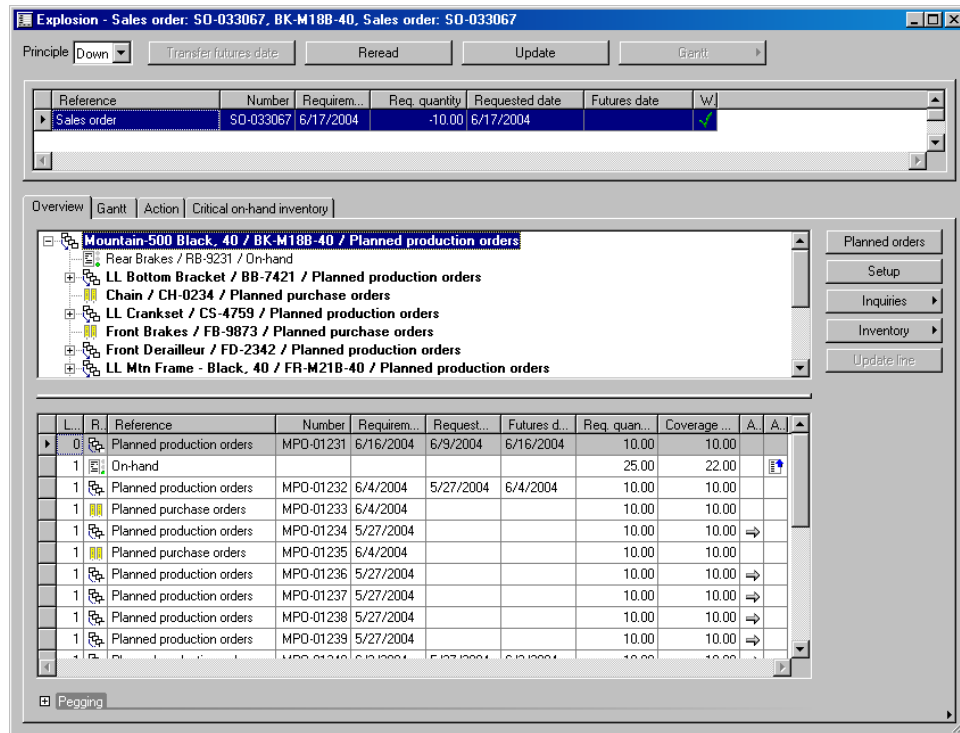 Explosion - Sales order: SO-033067, BK-M18B-40, Sales order: SO-033067
Principle Down Transfer futures date Reread Update Gantt
Reference Number Requirem... Req. quantity Requested date Futures date W.
Sales order SO-033067 6/17/2004 -10.00 6/17/2004
Overview Gantt Action Critical on-hand inventory
Mountain-500 Black, 40 / BK-M18B-40 / Planned production orders
Rear Brakes / RB-9231 / On-hand
LL Bottom Bracket / BB-7421 / Planned production orders
Chain / CH-0234 / Planned purchase orders
LL Crankset / CS-4759 / Planned production orders
Front Brakes / FB-9873 / Planned purchase orders
Front Derailleur / FD-2342 / Planned production orders
LL Mtn Frame - Black, 40 / FR-M21B-40 / Planned production orders
Planned orders
Setup
Inquiries
Inventory
Update line
L... R.. Reference Number Requirem... Request... Futures d... Req. quan... Coverage ... A.. A..
0 Planned production orders MPO-01231 6/16/2004 6/9/2004 6/16/2004 10.00 10.00
1 On-hand 25.00 22.00
1 Planned production orders MPO-01232 6/4/2004 5/27/2004 6/4/2004 10.00 10.00
1 Planned purchase orders MPO-01233 6/4/2004 10.00 10.00
1 Planned production orders MPO-01234 5/27/2004 10.00 10.00
1 Planned purchase orders MPO-01235 6/4/2004 10.00 10.00
1 Planned production orders MPO-01236 5/27/2004 10.00 10.00
1 Planned production orders MPO-01237 5/27/2004 10.00 10.00
1 Planned production orders MPO-01238 5/27/2004 10.00 10.00
1 Planned production orders MPO-01239 5/27/2004 10.00 10.00
Pegging